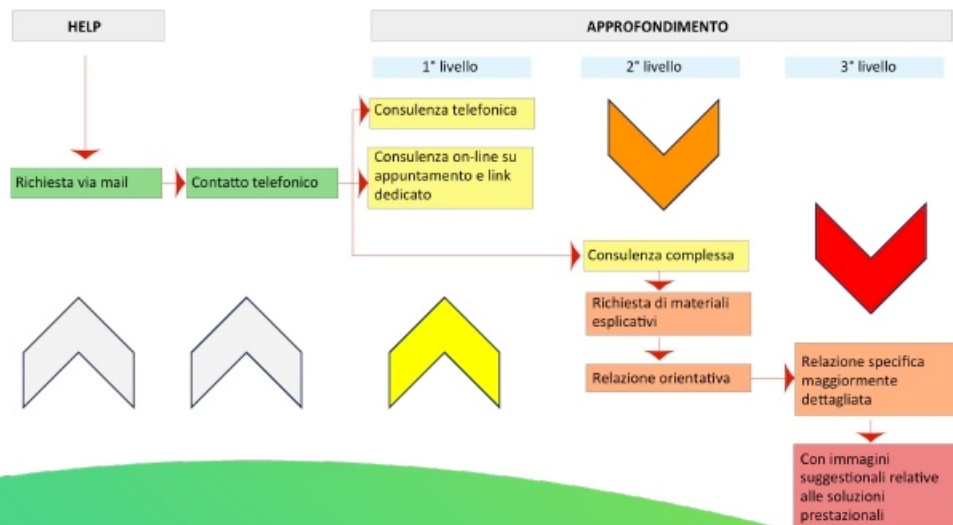 HELP
APPROFONDIMENTO
1° livello
2° livello
3° livello
Consulenza telefonica
Richiesta via mail
Contatto telefonico
Consulenza on-line su
appuntamento e link
dedicato
Consulenza complessa
Richiesta di materiali
esplicativi
Relazione orientativa
Relazione specifica
maggiormente
dettagliata
Con immagini
suggestionali relative
alle soluzioni
prestazionali